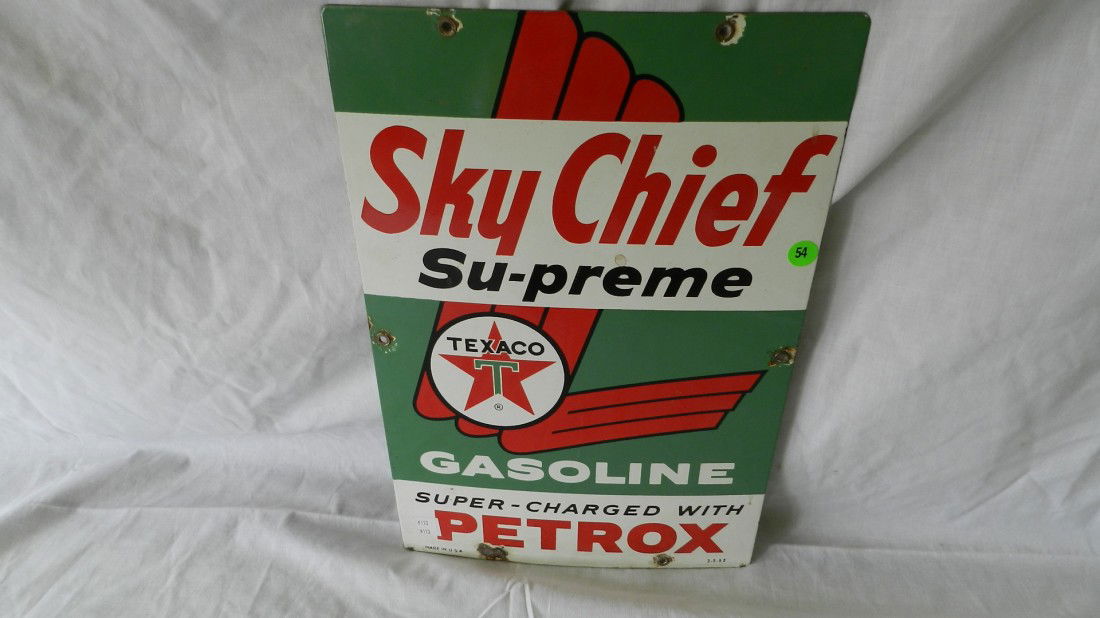 Sky Chief
Su-preme
54
TEXACO
T
®
GASOLINE
SUPER-CHARGED WITH
PETROX
MADE IN U.S.A.